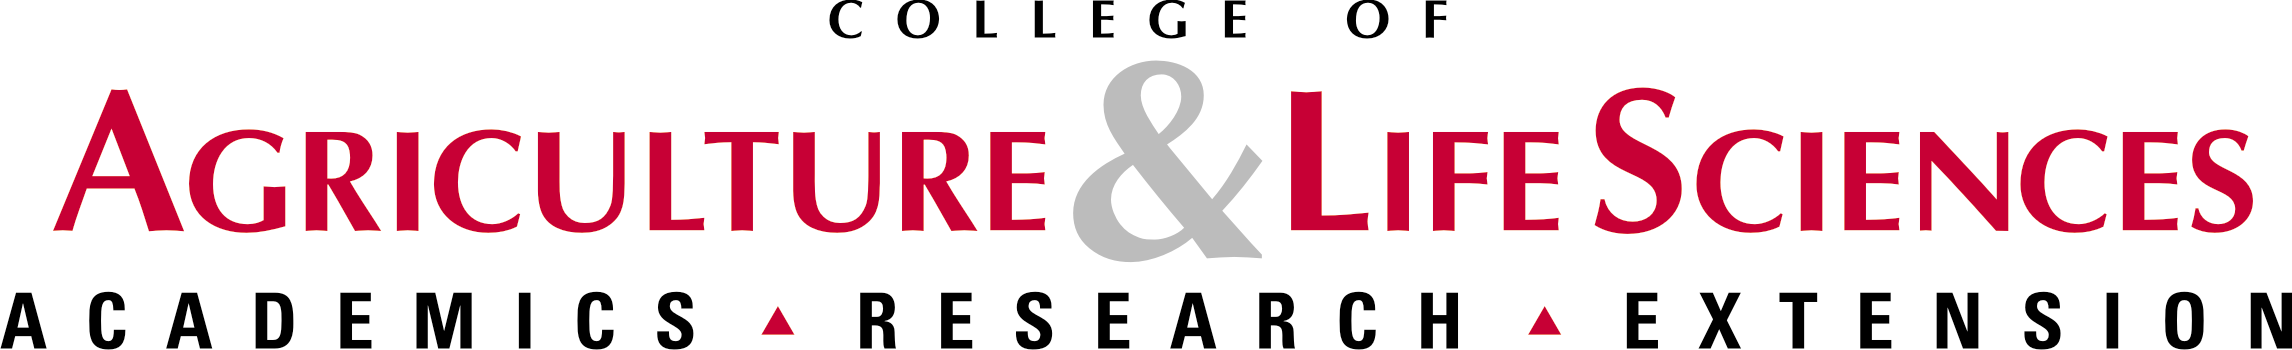 COLLEGE OF
AGRICULTURE & LIFE SCIENCES
ACADEMICS ▲ RESEARCH ▲ EXTENSION